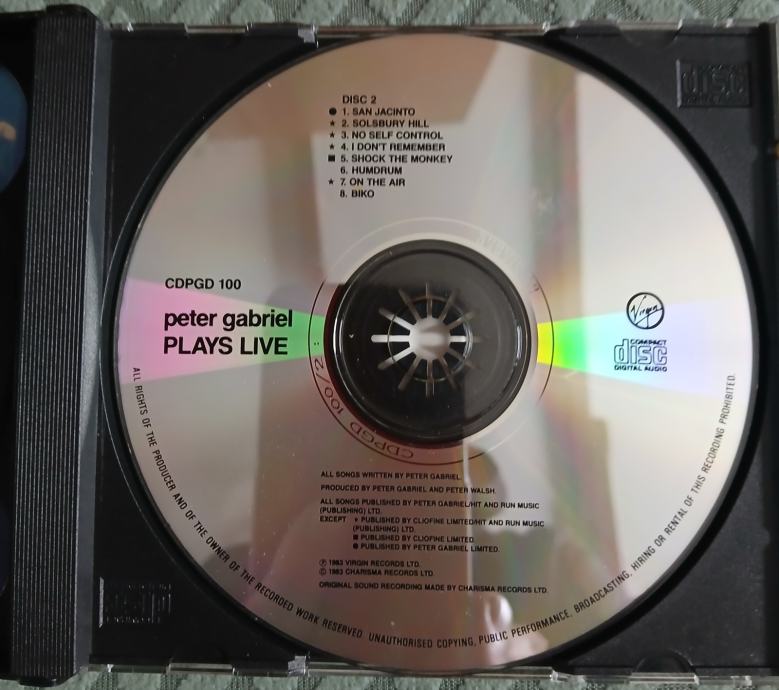 DISC 2
● 1. SAN JACINTO
★ 2. SOLSBURY HILL
★ 3. NO SELF CONTROL
★ 4. I DON'T REMEMBER
■ 5. SHOCK THE MONKEY
6. HUMDRUM
★ 7. ON THE AIR
8. BIKO
CDPGD 100
peter gabriel
PLAYS LIVE
Virgin
COMPACT
disc
DIGITAL AUDIO
CDPGD 100/2:
ALL SONGS WRITTEN BY PETER GABRIEL.
PRODUCED BY PETER GABRIEL AND PETER WALSH.
ALL SONGS PUBLISHED BY PETER GABRIEL/HIT AND RUN MUSIC
(PUBLISHING) LTD.
EXCEPT ★ PUBLISHED BY CLIOFINE LIMITED/HIT AND RUN MUSIC
(PUBLISHING) LTD.
■ PUBLISHED BY CLIOFINE LIMITED.
● PUBLISHED BY PETER GABRIEL LIMITED.
℗ 1983 VIRGIN RECORDS LTD.
© 1983 CHARISMA RECORDS LTD.
ORIGINAL SOUND RECORDING MADE BY CHARISMA RECORDS LTD.
ALL RIGHTS OF THE PRODUCER AND OF THE OWNER OF THE RECORDED WORK RESERVED. UNAUTHORISED COPYING, PUBLIC PERFORMANCE, BROADCASTING, HIRING OR RENTAL OF THIS RECORDING PROHIBITED.
disc